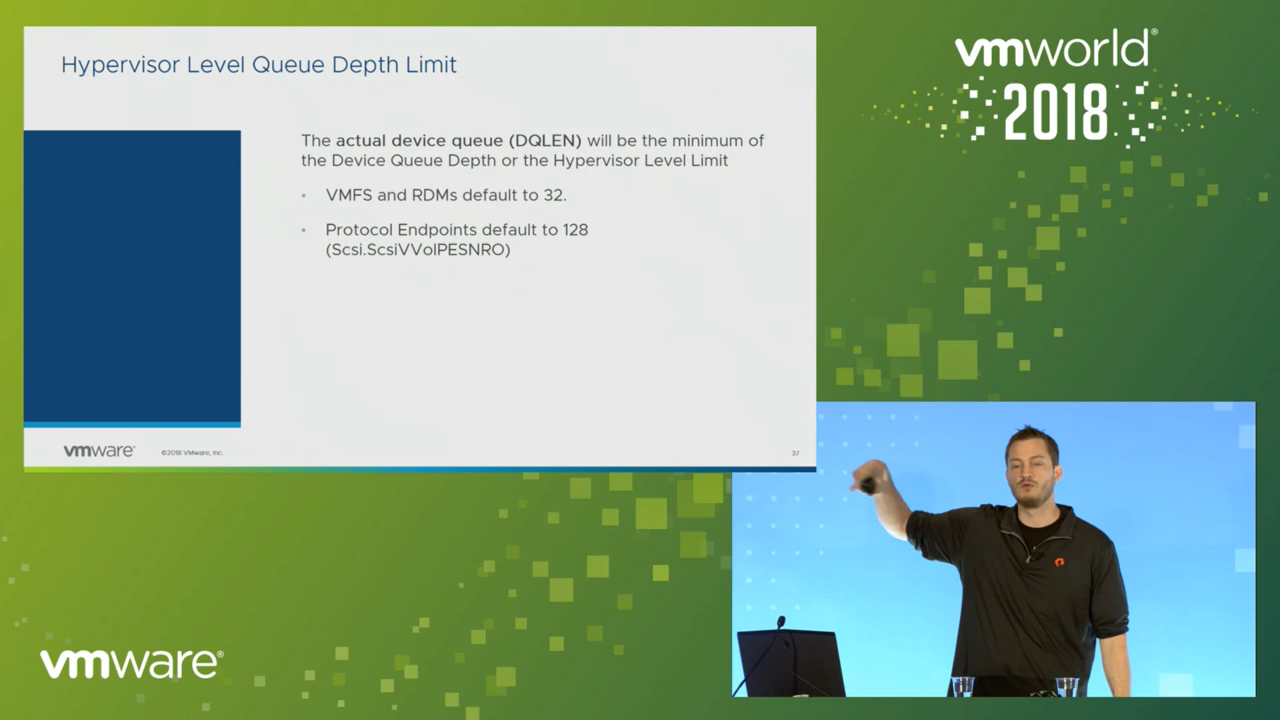 Hypervisor Level Queue Depth Limit
The actual device queue (DQLEN) will be the minimum of
the Device Queue Depth or the Hypervisor Level Limit
• VMFS and RDMs default to 32.
• Protocol Endpoints default to 128
(Scsi.ScsiVVolPESNRO)
vmware®
©2018 VMware, Inc.
37
vmworld®
2018
vmware®